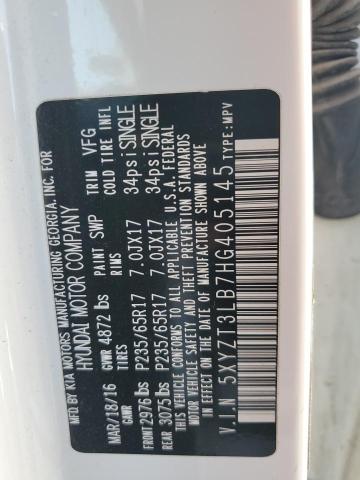 MFD. BY KIA MOTORS MANUFACTURING GEORGIA, INC. FOR
HYUNDAI MOTOR COMPANY
MAR/18/16 GVWR 4872 lbs PAINT SWP TRIM VFG
GAWR TIRES RIMS COLD TIRE INFL
FRONT 2976 lbs P235/65R17 7.0JX17 34psi SINGLE
REAR 3073 lbs P235/65R17 7.0JX17 34psi SINGLE
THIS VEHICLE CONFORMS TO ALL APPLICABLE U.S.A. FEDERAL
MOTOR VEHICLE SAFETY AND THEFT PREVENTION STANDARDS
IN EFFECT ON THE DATE OF MANUFACTURE SHOWN ABOVE
V.I.N 5XYZT3LB7HG405145 TYPE: MPV